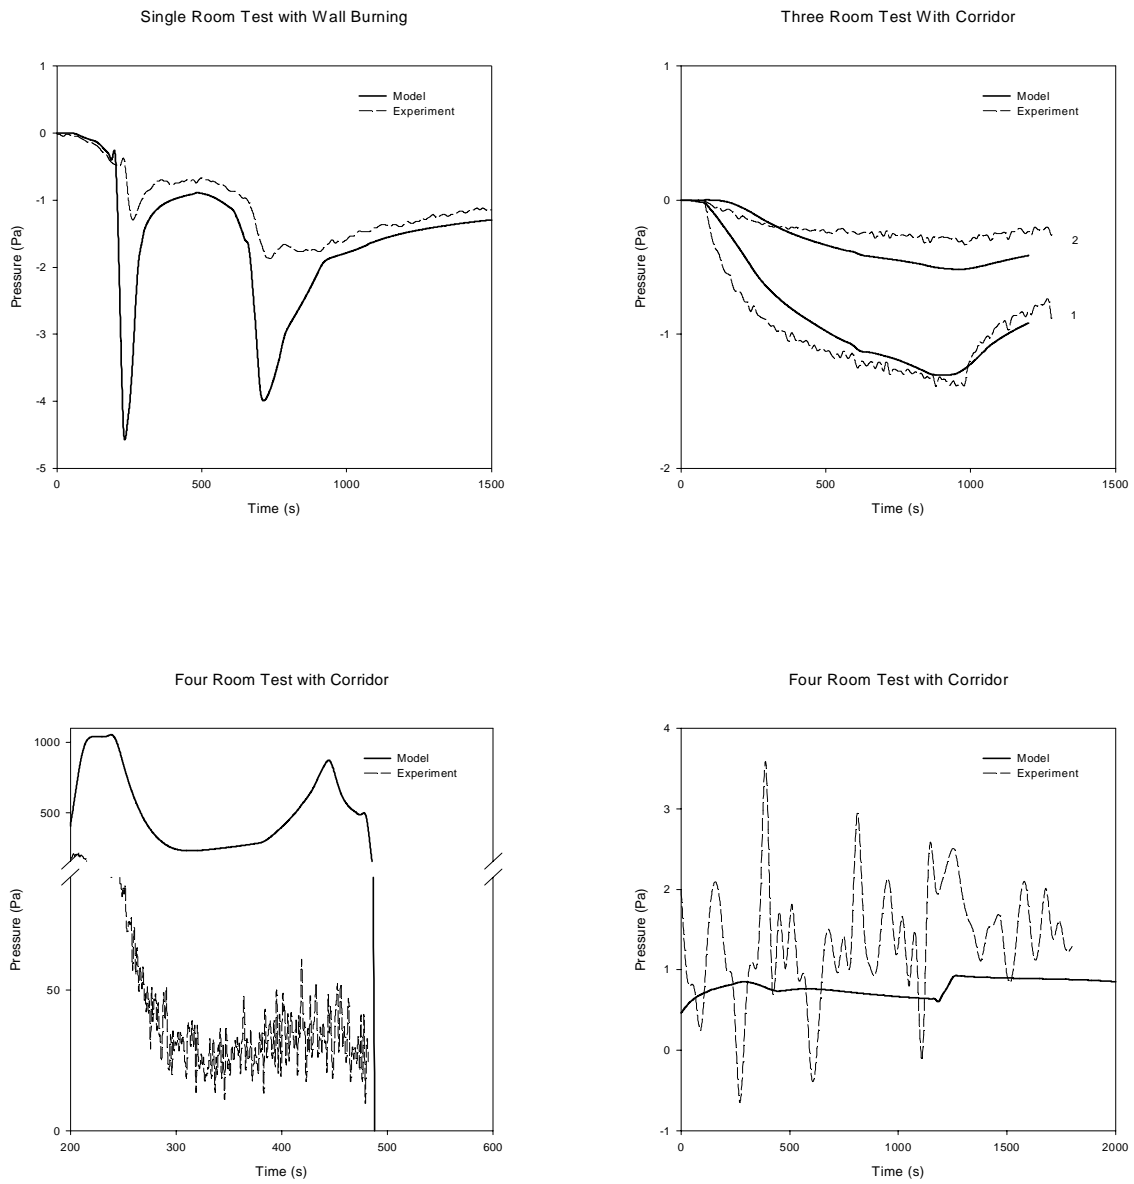 Single Room Test with Wall Burning
Three Room Test With Corridor
1
0
-1
-2
-3
-4
-5
Pressure (Pa)
Model
Experiment
0
500
1000
1500
Time (s)
1
0
-1
-2
Pressure (Pa)
Model
Experiment
2
1
0
500
1000
1500
Time (s)
Four Room Test with Corridor
Four Room Test with Corridor
1000
500
50
0
Pressure (Pa)
Model
Experiment
200
300
400
500
600
Time (s)
4
3
2
1
0
-1
Pressure (Pa)
Model
Experiment
0
500
1000
1500
2000
Time (s)